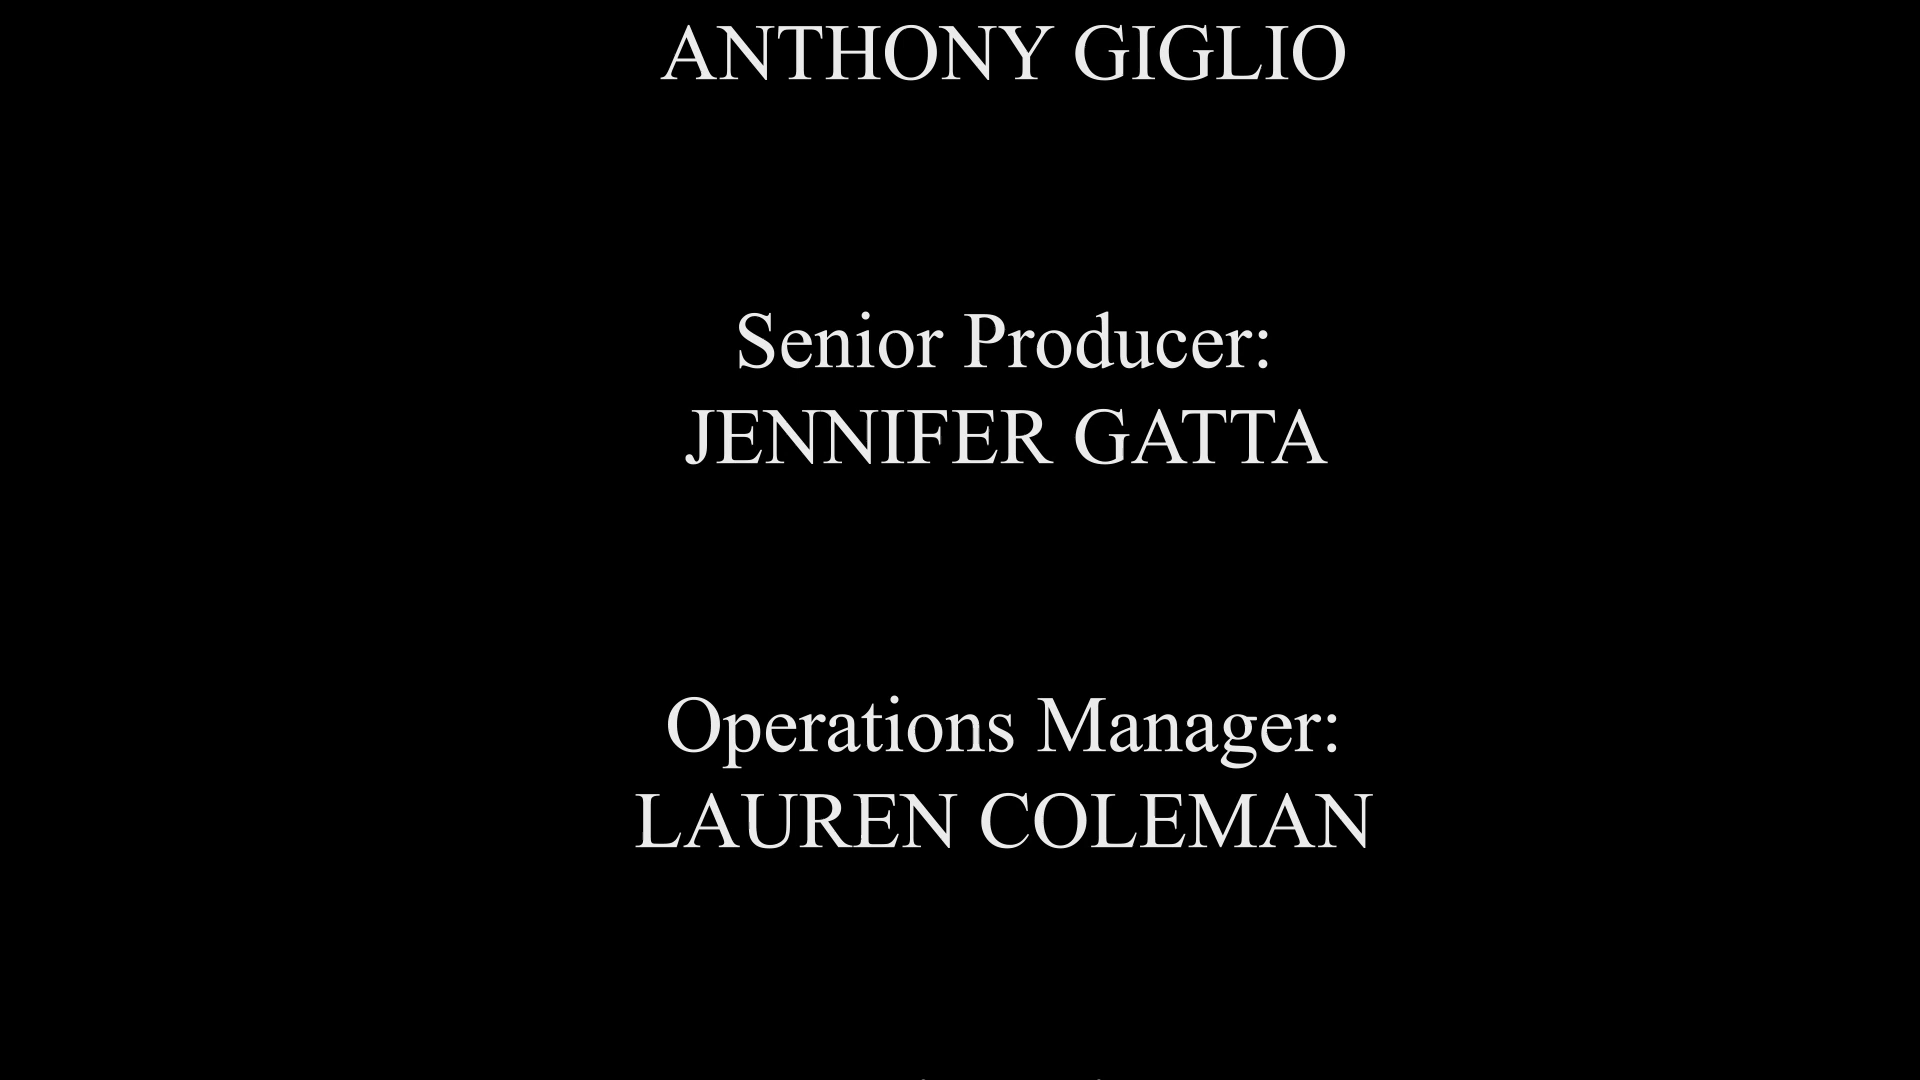 ANTHONY GIGLIO
Senior Producer:
JENNIFER GATTA
Operations Manager:
LAUREN COLEMAN